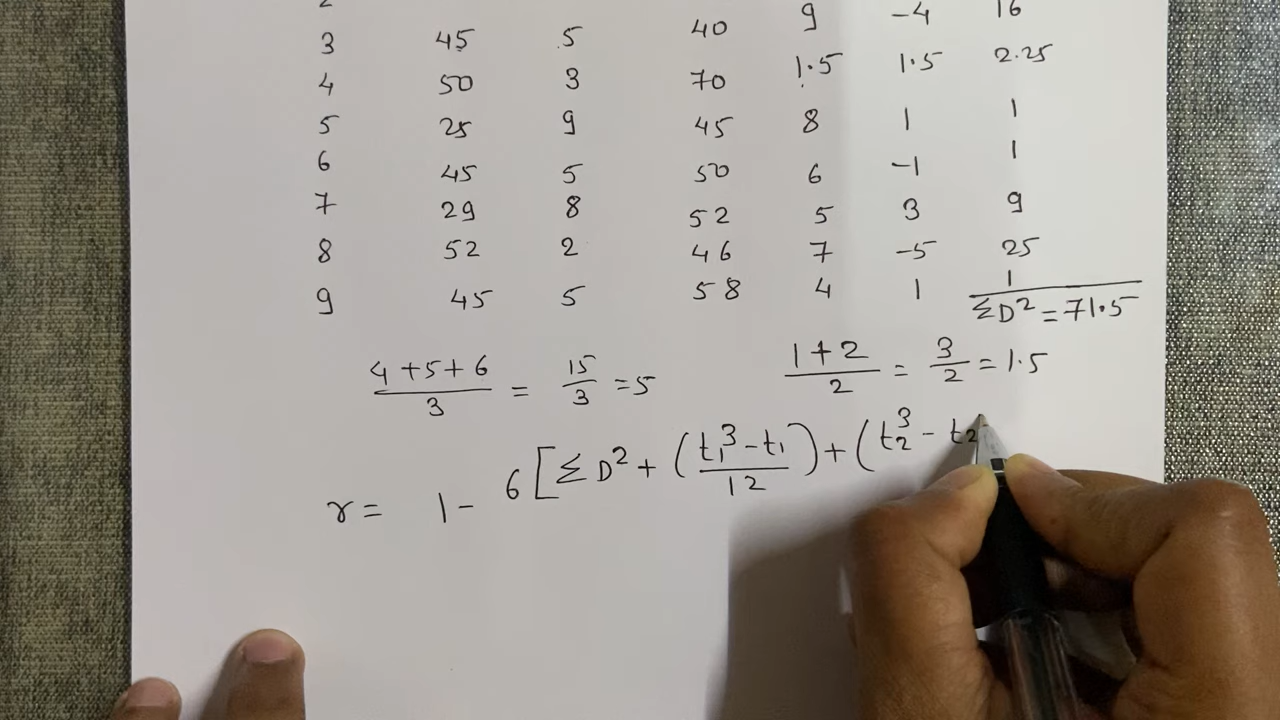 2 9 -4 16
3 45 5 40
4 50 3 70 1.5 1.5 2.25
5 25 9 45 8 1 1
6 45 5 50 6 -1 1
7 29 8 52 5 3 9
8 52 2 46 7 -5 25
9 45 5 58 4 1 1
ΣD² = 71.5
(4+5+6)/3 = 15/3 = 5 (1+2)/2 = 3/2 = 1.5
r = 1 - 6[ΣD² + ((t₁³ - t₁)/12) + (t₂³ - t₂